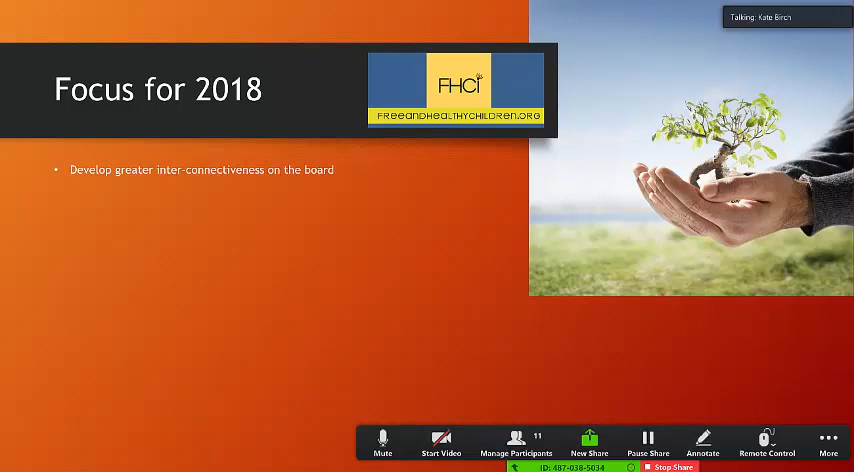 Talking: Kate Birch
Focus for 2018
FHCi
FREEANDHEALTHYCHILDREN.ORG
• Develop greater inter-connectiveness on the board
11
Mute
Start Video
Manage Participants
New Share
Pause Share
Annotate
Remote Control
More
ID: 487-038-5034
Stop Share